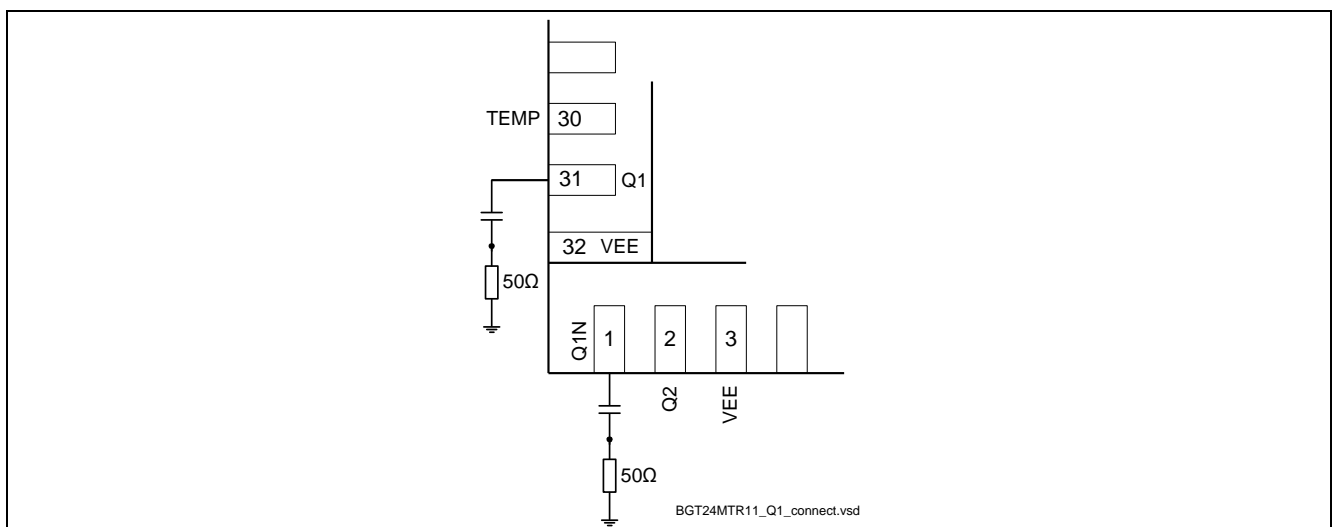 TEMP 30
31 Q1
32 VEE
50Ω
Q1N 1 2 3
Q2 VEE
50Ω
BGT24MTR11_Q1_connect.vsd